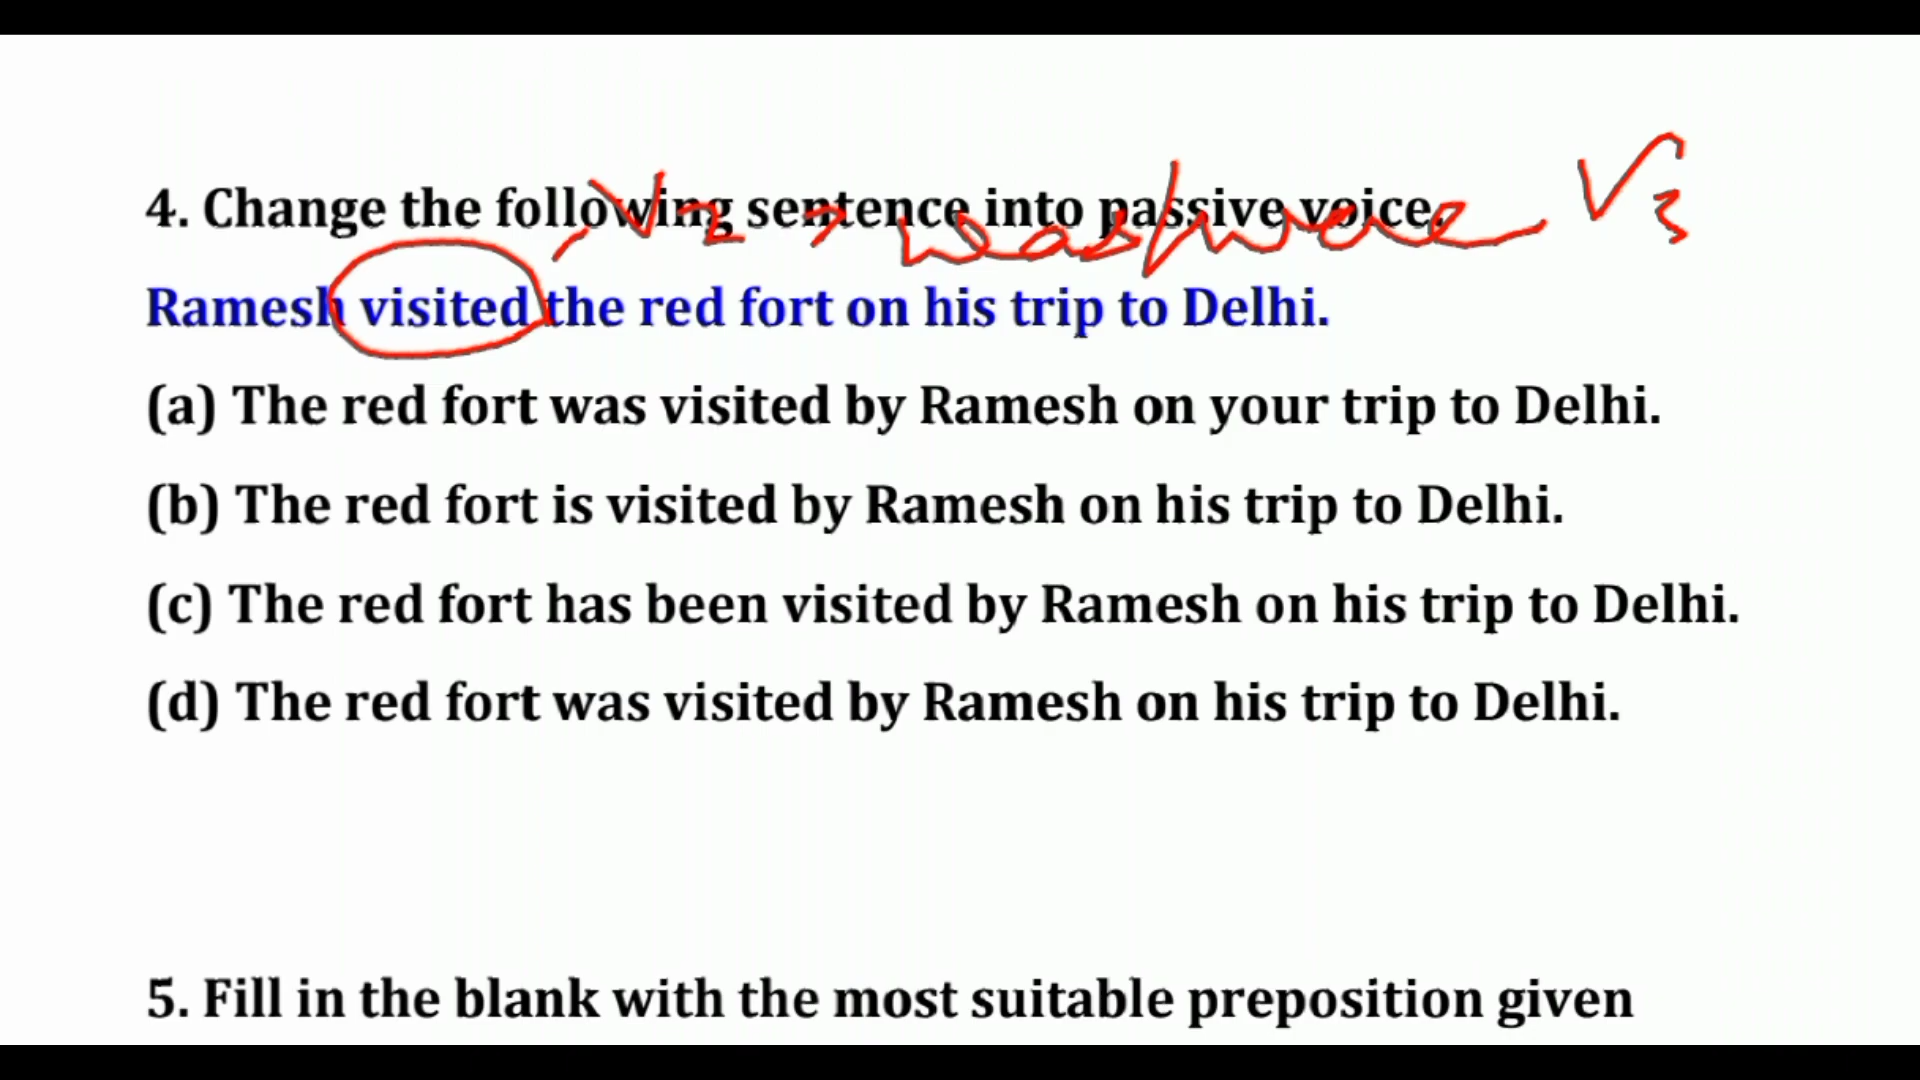 V2 → was/were V3
4. Change the following sentence into passive voice.
Ramesh visited the red fort on his trip to Delhi.
(a) The red fort was visited by Ramesh on your trip to Delhi.
(b) The red fort is visited by Ramesh on his trip to Delhi.
(c) The red fort has been visited by Ramesh on his trip to Delhi.
(d) The red fort was visited by Ramesh on his trip to Delhi.
5. Fill in the blank with the most suitable preposition given